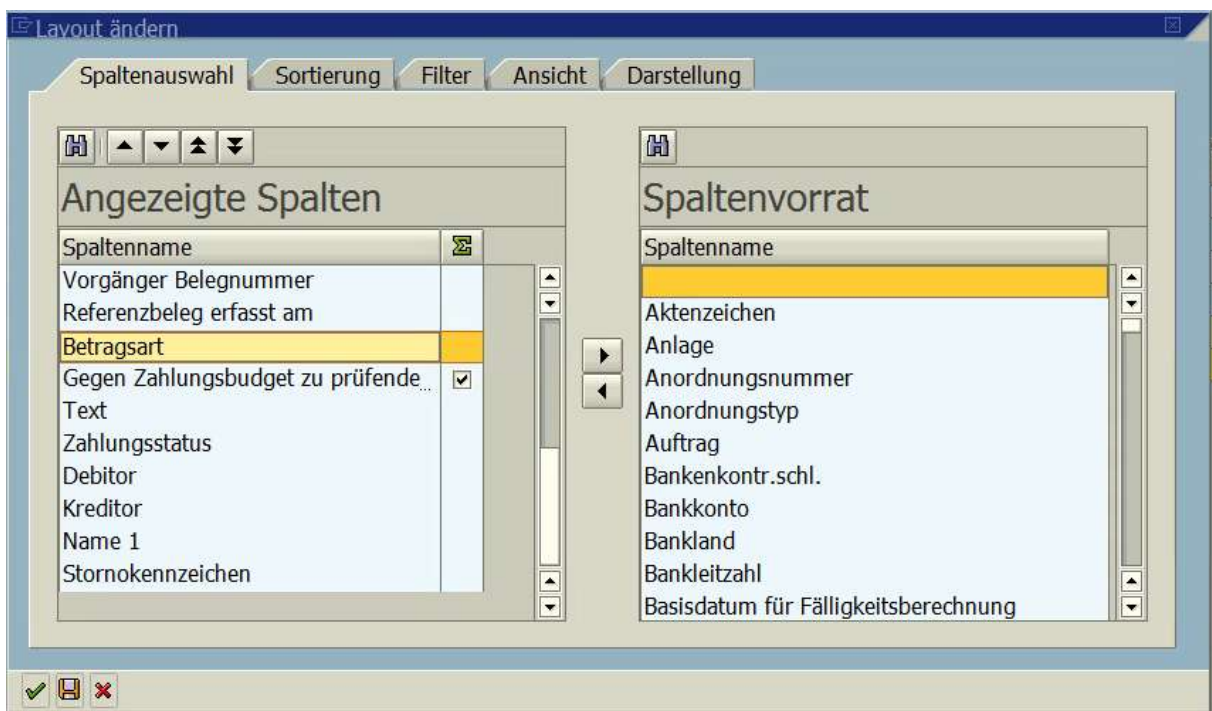 Layout ändern
Spaltenauswahl Sortierung Filter Ansicht Darstellung
Angezeigte Spalten
Spaltenname
Vorgänger Belegnummer
Referenzbeleg erfasst am
Betragsart
Gegen Zahlungsbudget zu prüfende...
Text
Zahlungsstatus
Debitor
Kreditor
Name 1
Stornokennzeichen
Spaltenvorrat
Spaltenname
Aktenzeichen
Anlage
Anordnungsnummer
Anordnungstyp
Auftrag
Bankenkontr.schl.
Bankkonto
Bankland
Bankleitzahl
Basisdatum für Fälligkeitsberechnung